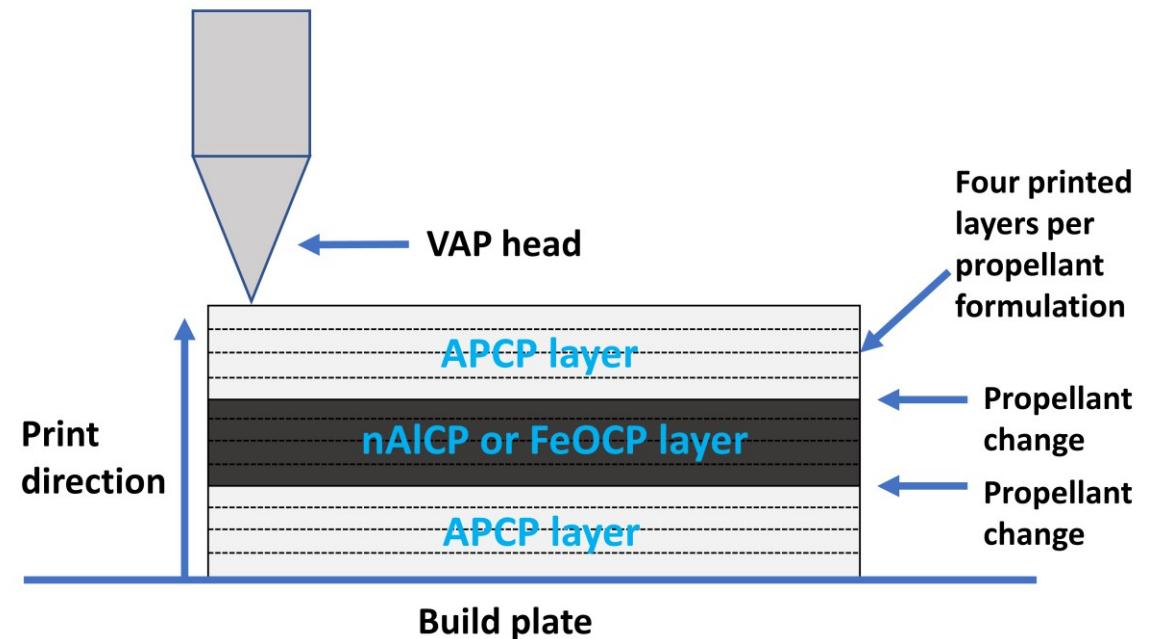 VAP head
Four printed
layers per
propellant
formulation
APCP layer
Propellant
change
Print
direction
nAlCP or FeOCP layer
Propellant
change
APCP layer
Build plate